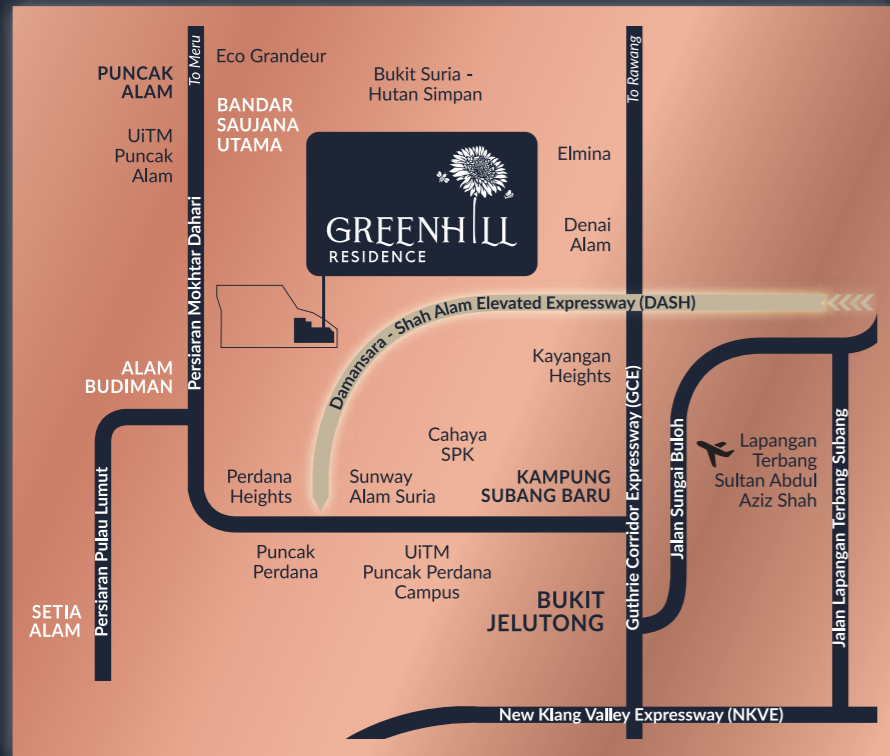 To Meru
Eco Grandeur
PUNCAK
ALAM
Bukit Suria -
Hutan Simpan
To Rawang
BANDAR
SAUJANA
UTAMA
UiTM
Puncak
Alam
Elmina
GREENHILL
RESIDENCE
Denai
Alam
Persiaran Mokhtar Dahari
Damansara - Shah Alam Elevated Expressway (DASH)
ALAM
BUDIMAN
Kayangan
Heights
Guthrie Corridor Expressway (GCE)
Jalan Sungai Buloh
Lapangan
Terbang
Sultan Abdul
Aziz Shah
Jalan Lapangan Terbang Subang
Cahaya
SPK
Perdana
Heights
Sunway
Alam Suria
KAMPUNG
SUBANG BARU
Persiaran Pulau Lumut
Puncak
Perdana
UiTM
Puncak Perdana
Campus
BUKIT
JELUTONG
SETIA
ALAM
New Klang Valley Expressway (NKVE)